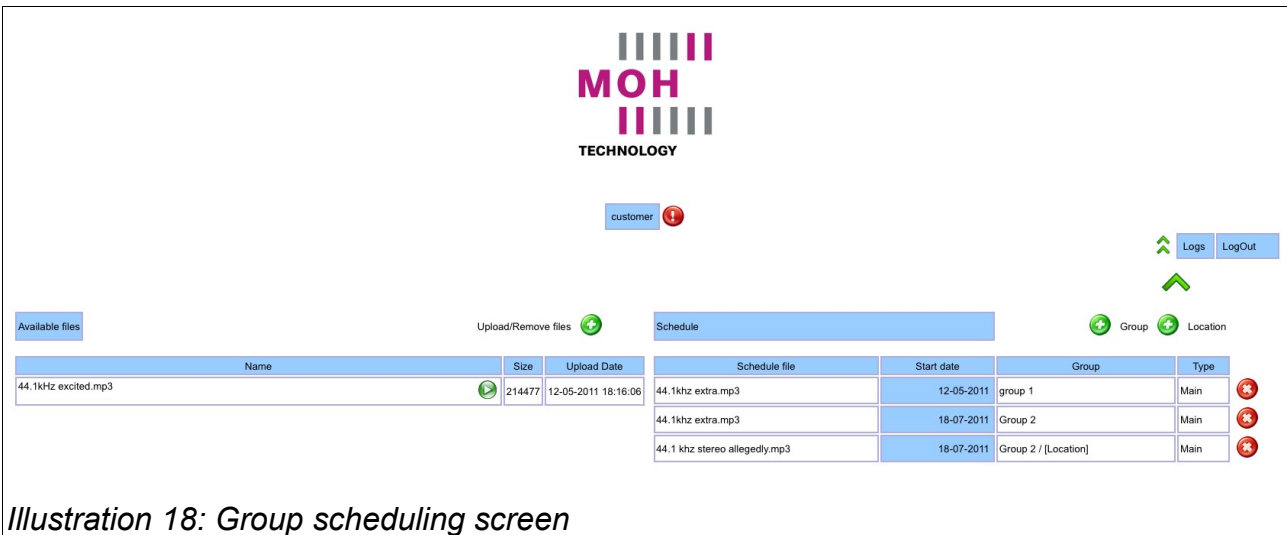 MOH
TECHNOLOGY
customer
Logs LogOut
Available files Upload/Remove files Schedule Group Location
Name Size Upload Date Schedule file Start date Group Type
44.1kHz excited.mp3 214477 12-05-2011 18:16:06 44.1khz extra.mp3 12-05-2011 group 1 Main
44.1khz extra.mp3 18-07-2011 Group 2 Main
44.1 khz stereo allegedly.mp3 18-07-2011 Group 2 / [Location] Main
Illustration 18: Group scheduling screen